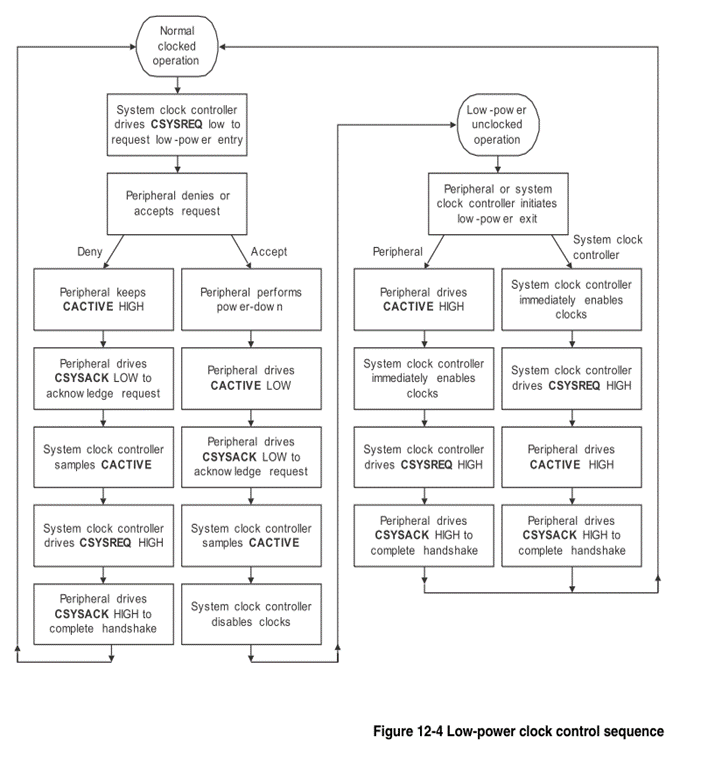 Normal
clocked
operation
System clock controller
drives CSYSREQ low to
request low-power entry
Peripheral denies or
accepts request
Deny
Accept
Peripheral keeps
CACTIVE HIGH
Peripheral drives
CSYSACK LOW to
acknowledge request
System clock controller
samples CACTIVE
System clock controller
drives CSYSREQ HIGH
Peripheral drives
CSYSACK HIGH to
complete handshake
Peripheral performs
power-down
Peripheral drives
CACTIVE LOW
Peripheral drives
CSYSACK LOW to
acknowledge request
System clock controller
samples CACTIVE
System clock controller
disables clocks
Low-power
unclocked
operation
Peripheral or system
clock controller initiates
low-power exit
Peripheral
System clock
controller
Peripheral drives
CACTIVE HIGH
System clock controller
immediately enables
clocks
System clock controller
drives CSYSREQ HIGH
Peripheral drives
CSYSACK HIGH to
complete handshake
System clock controller
immediately enables
clocks
System clock controller
drives CSYSREQ HIGH
Peripheral drives
CACTIVE HIGH
Peripheral drives
CSYSACK HIGH to
complete handshake
Figure 12-4 Low-power clock control sequence